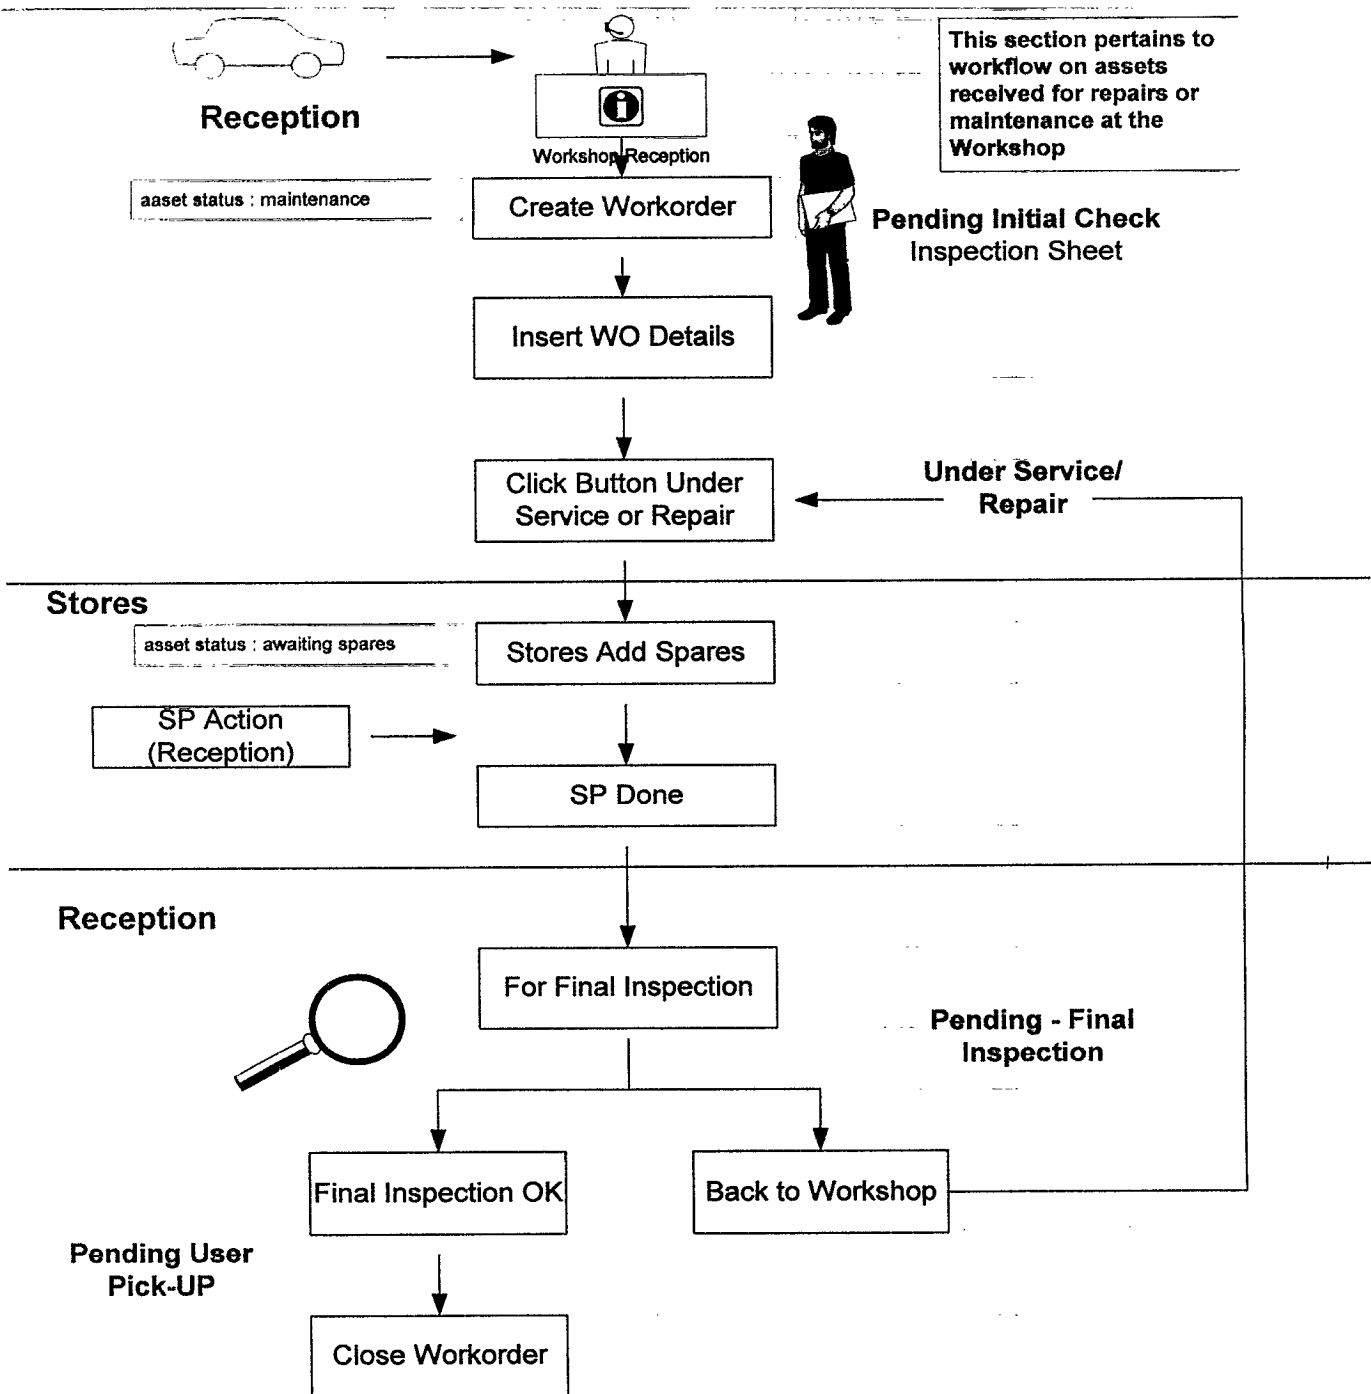 This section pertains to
workflow on assets
received for repairs or
maintenance at the
Workshop
Reception
Workshop Reception
aaset status : maintenance
Create Workorder
Pending Initial Check
Inspection Sheet
Insert WO Details
Click Button Under
Service or Repair
Under Service/
Repair
Stores
asset status : awaiting spares
Stores Add Spares
SP Action
(Reception)
SP Done
Reception
For Final Inspection
Pending - Final
Inspection
Final Inspection OK
Back to Workshop
Pending User
Pick-UP
Close Workorder